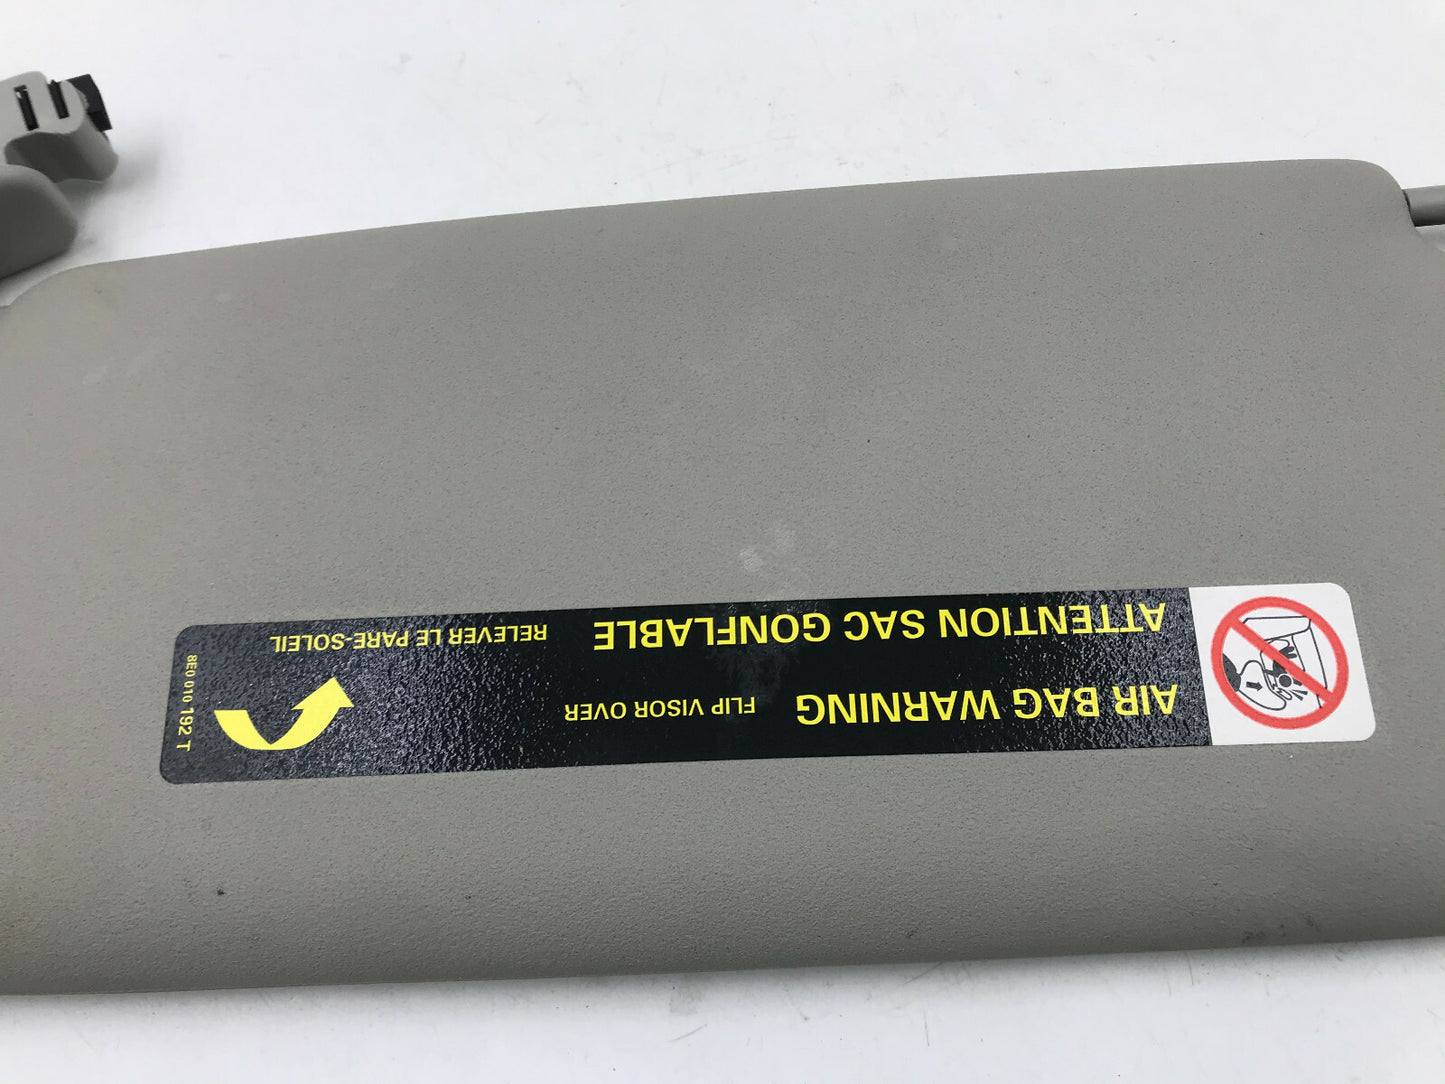 AIR BAG WARNING FLIP VISOR OVER
ATTENTION SAC GONFLABLE RELEVER LE PARE-SOLEIL
8E0 010 192 T